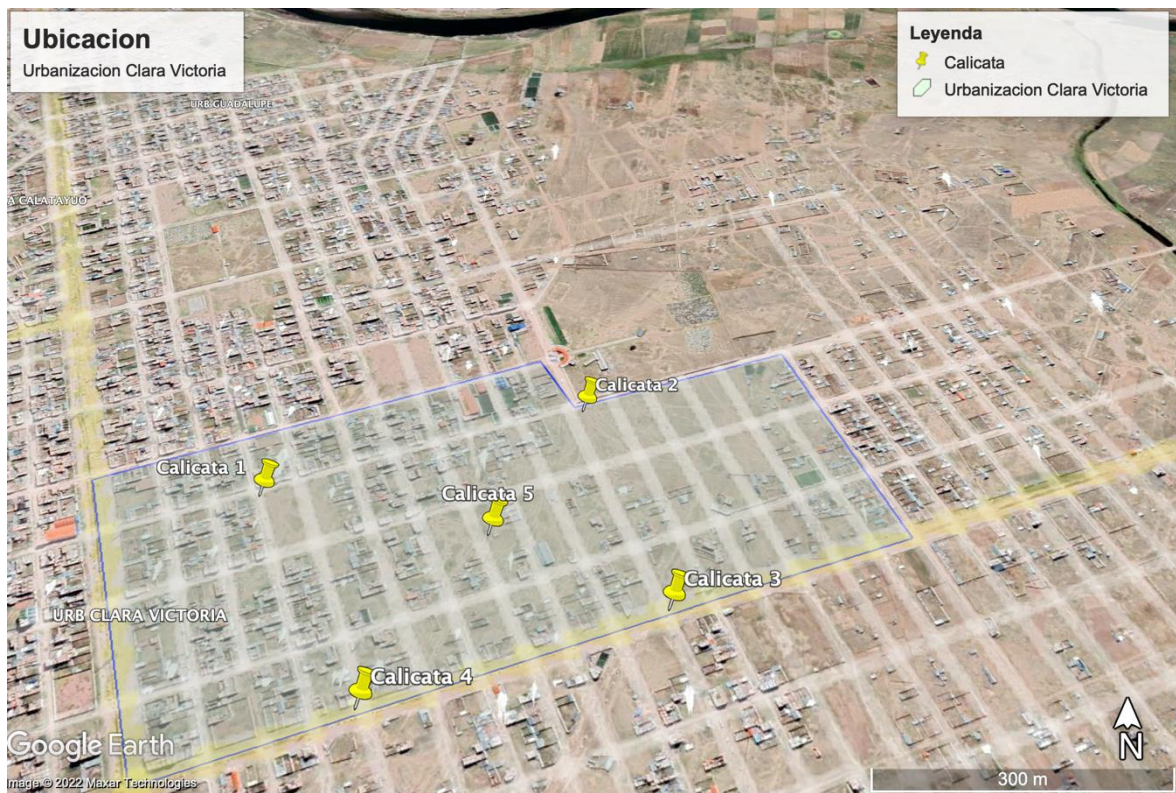 Ubicacion
Urbanizacion Clara Victoria
Leyenda
Calicata
Urbanizacion Clara Victoria
URB GUADALUPE
A CALATAYUO
Calicata 2
Calicata 1
Calicata 5
Calicata 3
URB CLARA VICTORIA
Calicata 4
Google Earth
Image © 2022 Maxar Technologies
N
300 m